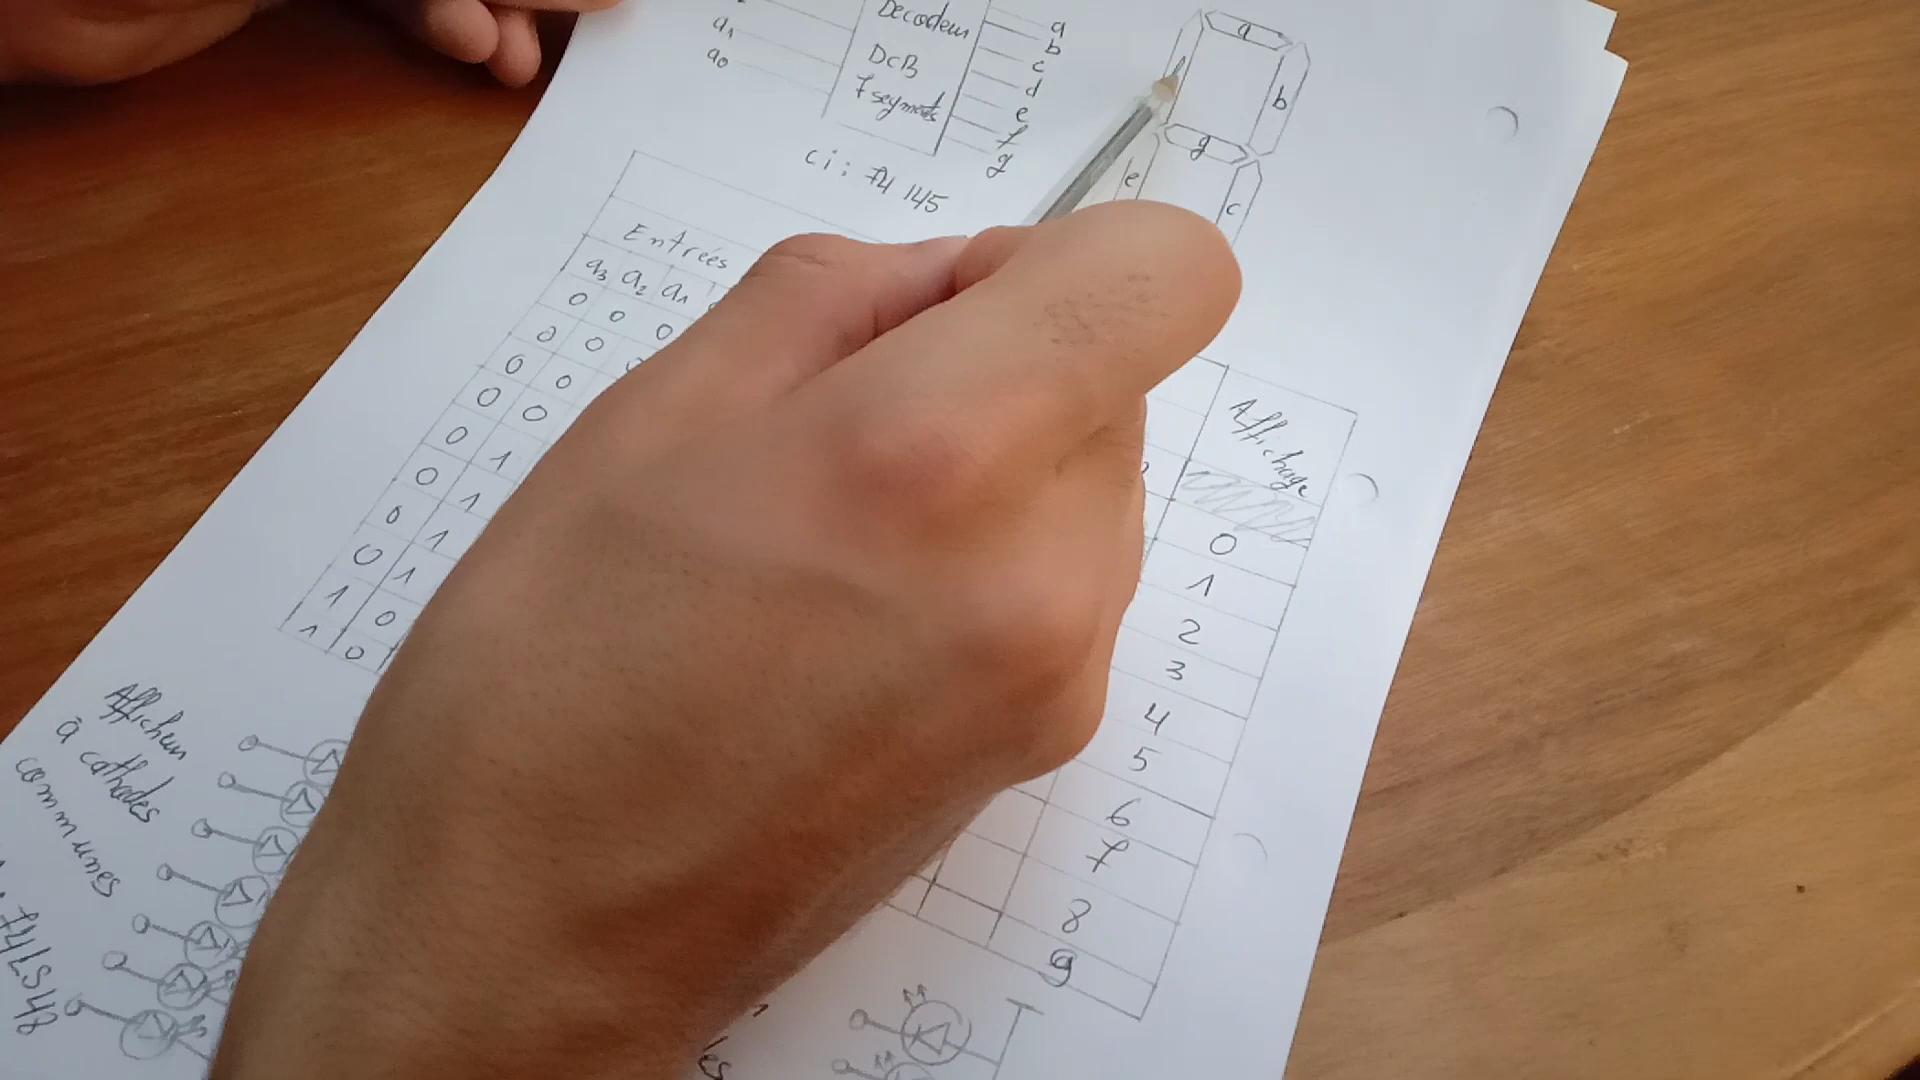 Decodeur
DCB
7 segments
a1
a0
a
b
c
d
e
f
g
ci : 74 145
a
b
f
g
e
c
Entrées
Affichage
a3 a2 a1
0 0 0
0 0 0
0 0
0 0
0 1
0 1
0 1
0 1
1 0
1 0
0
1
2
3
4
5
6
7
8
9
Afficheur
à cathodes
communes
74LS48